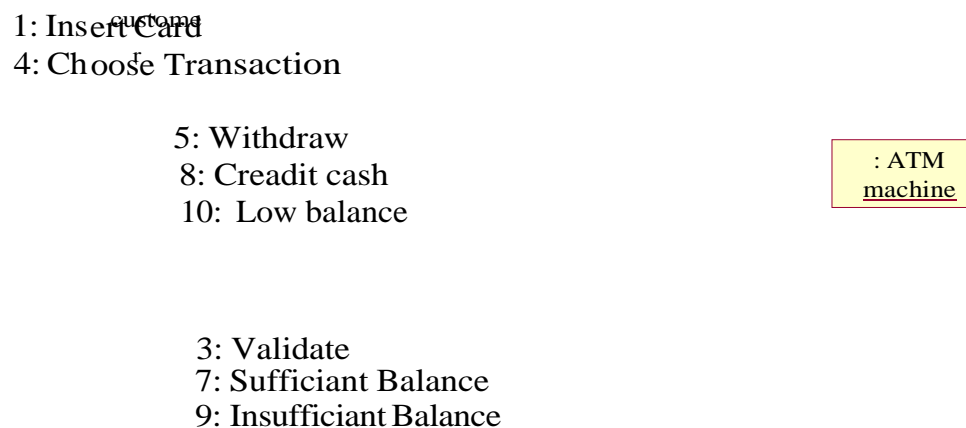 custome
r
1: Insert Card
4: Choose Transaction
5: Withdraw
8: Creadit cash
10: Low balance
: ATM
machine
3: Validate
7: Sufficiant Balance
9: Insufficiant Balance